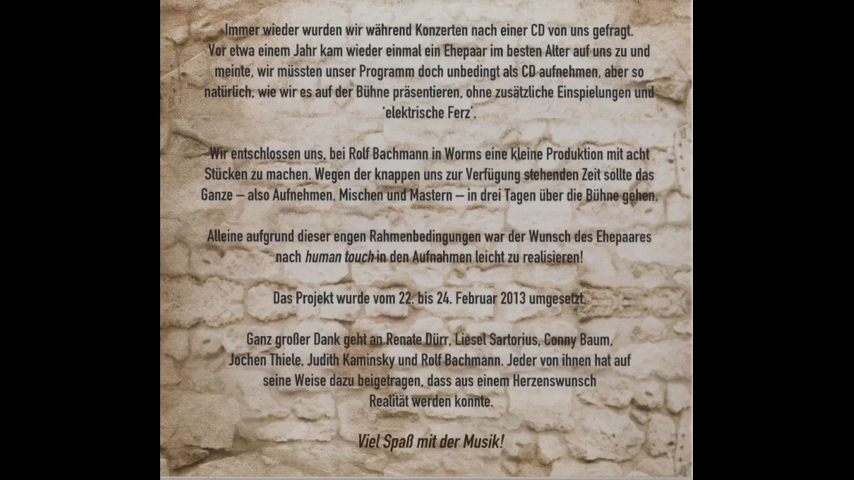 Immer wieder wurden wir während Konzerten nach einer CD von uns gefragt.
Vor etwa einem Jahr kam wieder einmal ein Ehepaar im besten Alter auf uns zu und
meinte, wir müssten unser Programm doch unbedingt als CD aufnehmen, aber so
natürlich, wie wir es auf der Bühne präsentieren, ohne zusätzliche Einspielungen und
'elektrische Ferz'.
Wir entschlossen uns, bei Rolf Bachmann in Worms eine kleine Produktion mit acht
Stücken zu machen. Wegen der knappen uns zur Verfügung stehenden Zeit sollte das
Ganze – also Aufnehmen, Mischen und Mastern – in drei Tagen über die Bühne gehen.
Alleine aufgrund dieser engen Rahmenbedingungen war der Wunsch des Ehepaares
nach human touch in den Aufnahmen leicht zu realisieren!
Das Projekt wurde vom 22. bis 24. Februar 2013 umgesetzt.
Ganz großer Dank geht an Renate Dürr, Liesel Sartorius, Conny Baum,
Jochen Thiele, Judith Kaminsky und Rolf Bachmann. Jeder von ihnen hat auf
seine Weise dazu beigetragen, dass aus einem Herzenswunsch
Realität werden konnte.
Viel Spaß mit der Musik!